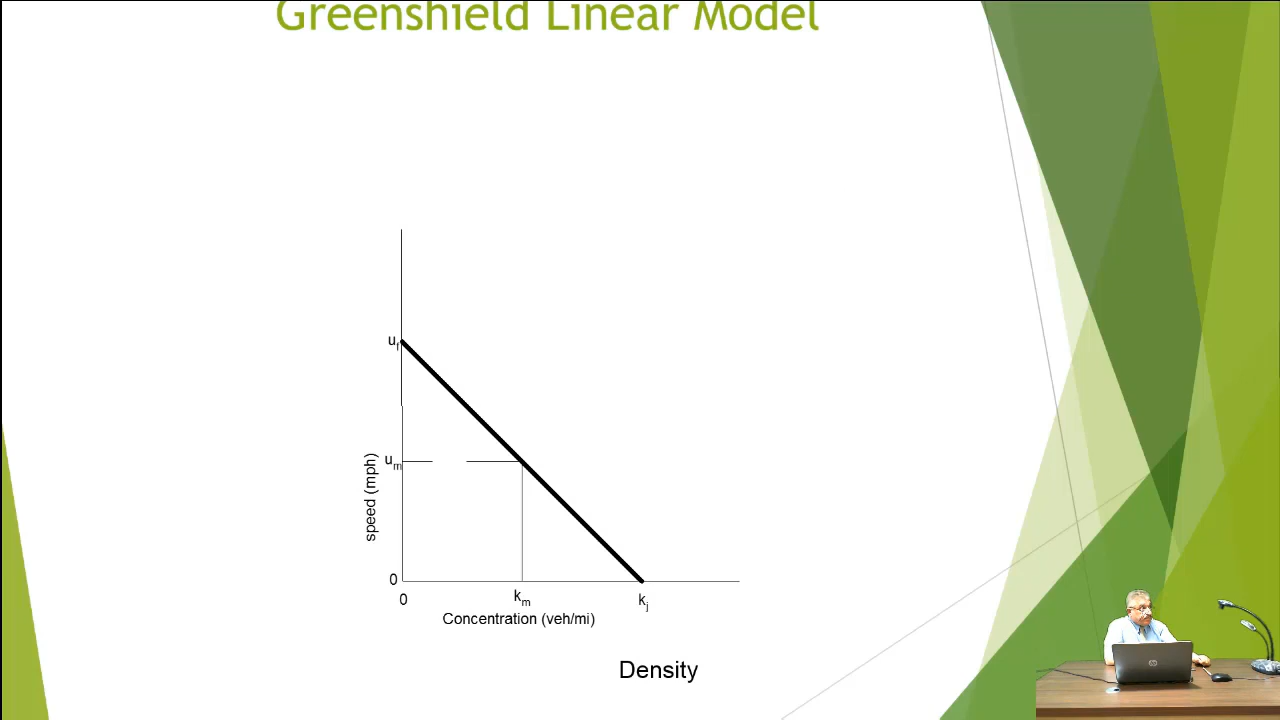 Greenshield Linear Model
uf
um
speed (mph)
0
0
km
kj
Concentration (veh/mi)
Density